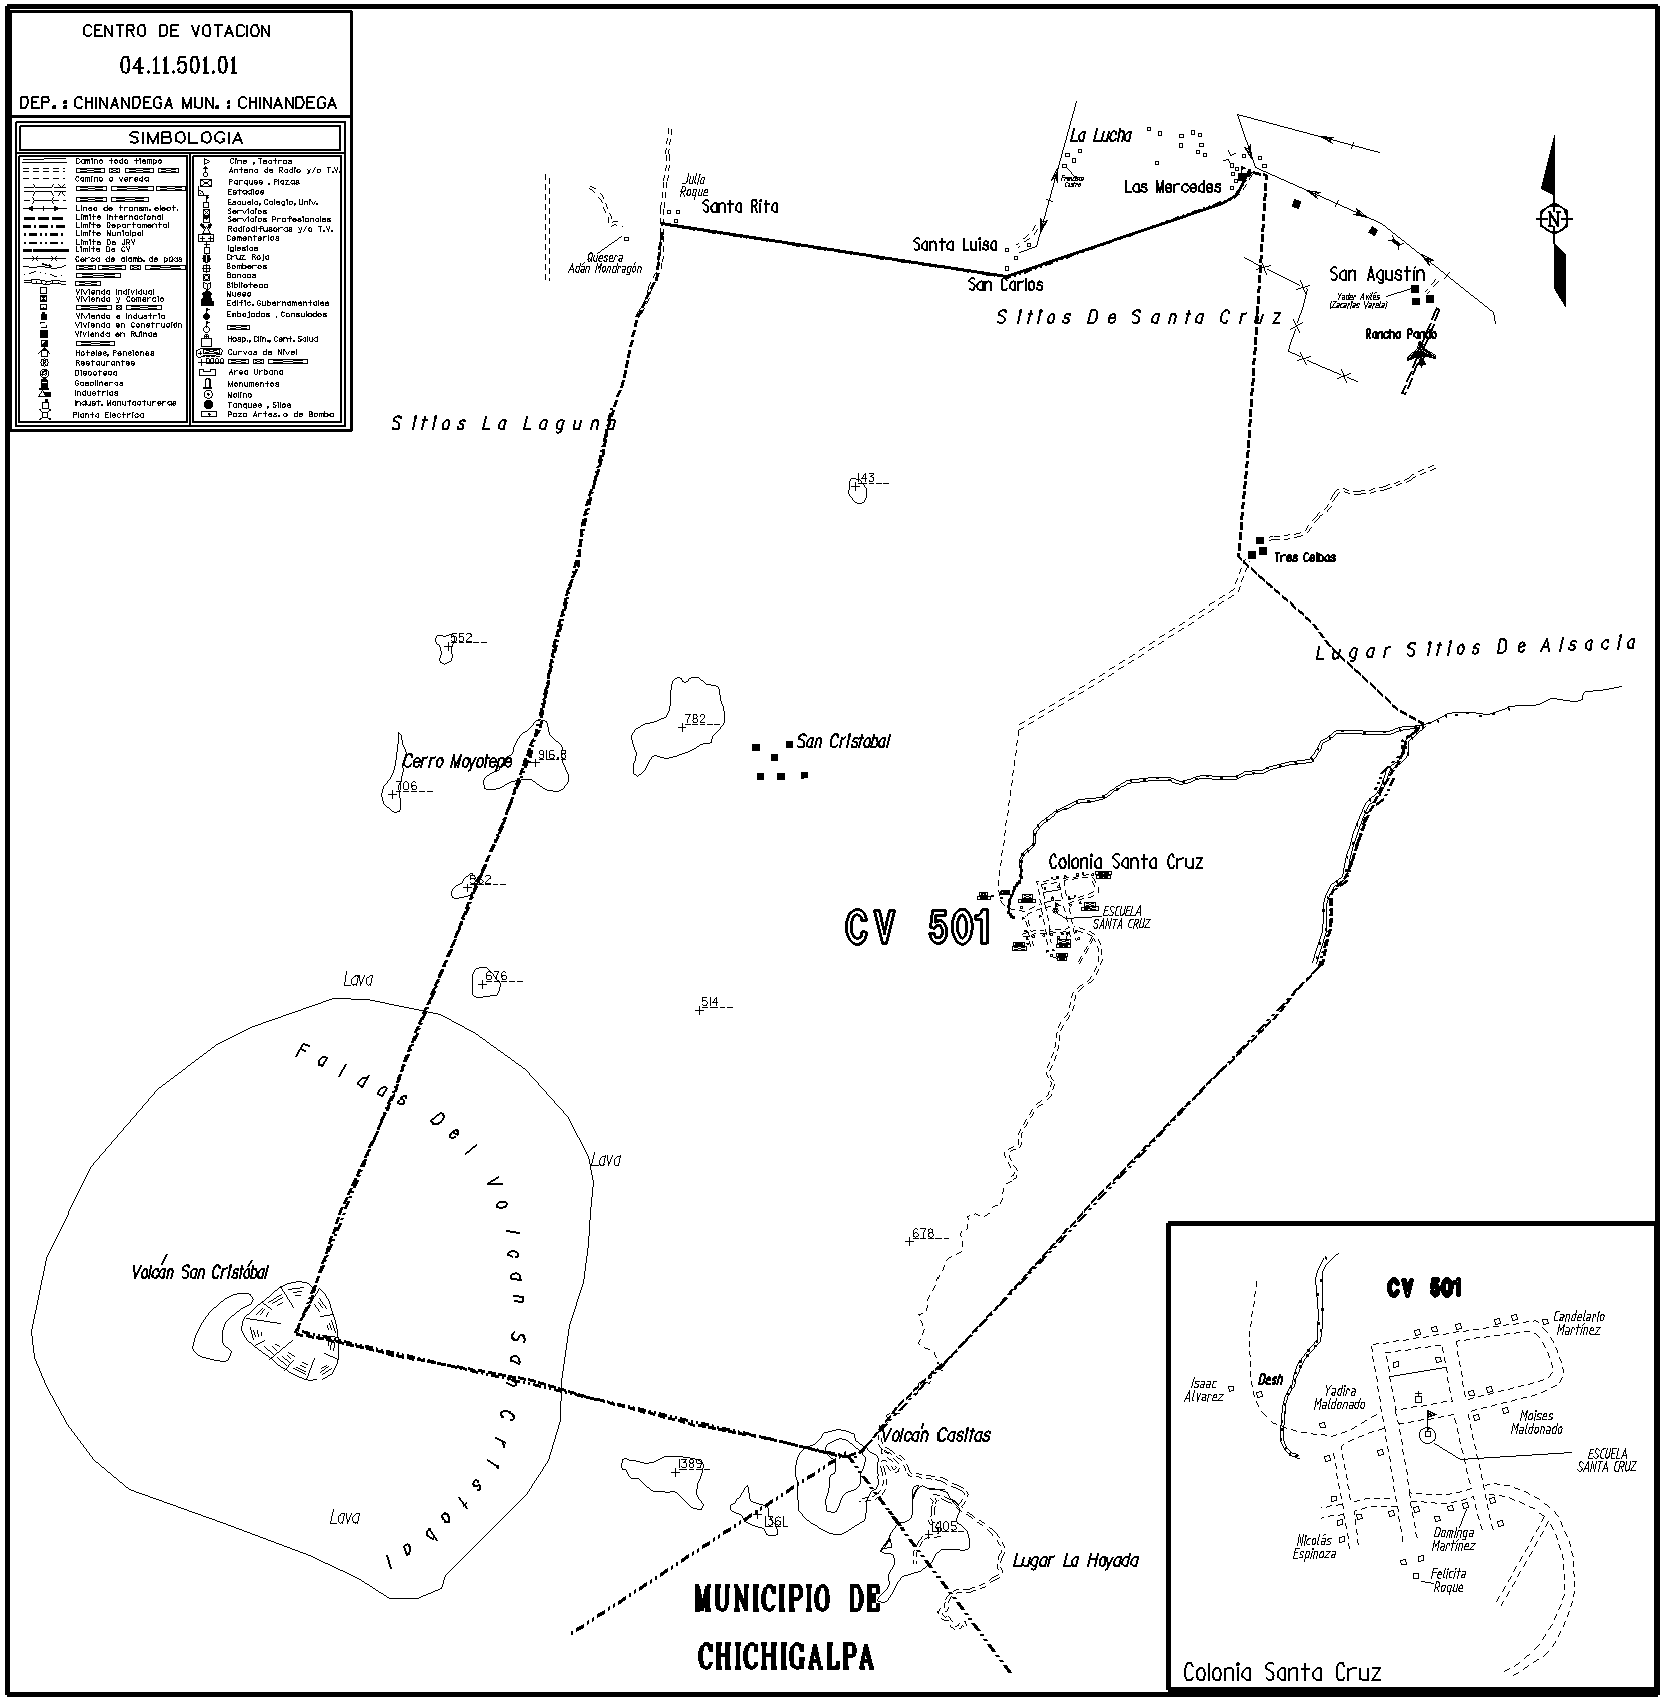 CENTRO DE VOTACION
04.11.501.01
DEP. : CHINANDEGA MUN. : CHINANDEGA
SIMBOLOGIA
Camino todo tiempo
Camino o vereda
Linea de transm. elect.
Limite Internacional
Limite Departamental
Limite Municipal
Limite De JRV
Limite De CV
Cerca de alamb. de púas
Vivienda Individual
Vivienda y Comercio
Vivienda e Industria
Vivienda en Construción
Vivienda en Ruinas
Hoteles, Pensiones
Restaurantes
Discoteca
Gasolineras
Industrias
Indust. Manufactureras
Planta Electrica
Cine , Teatros
Antena de Radio y/o T.V.
Parques , Plazas
Estadios
Escuela, Colegio, Univ.
Servicios
Servicios Profesionales
Radiodifusoras y/o T.V.
Cementerios
Iglesias
Cruz Roja
Bomberos
Bancos
Biblioteca
Museo
Edific. Gubernamentales
Embajadas , Consulados
Hosp., Clin., Cent. Salud
Curvas de Nivel
Area Urbana
Monumentos
Molino
Tanques , Silos
Pozo Artes. o de Bomba
La Lucha
Las Mercedes
Julia
Roque
Santa Rita
Quesera
Adán Mondragón
Santa Luisa
San Carlos
Sitios De Santa Cruz
San Agustín
Yader Avilés
(Zacarías Varela)
Rancho Pando
Sitios La Laguna
143
Tres Ceibas
552
Lugar Sitios De Alsacia
782
San Cristobal
Cerro Moyotepe
916.8
706
Colonia Santa Cruz
562
CV 501
ESCUELA
SANTA CRUZ
Lava
676
514
Faldas Del Volcan San Cristobal
Lava
678
Volcán San Cristóbal
Volcán Casitas
1389
1361
1405
Lava
Lugar La Hoyada
MUNICIPIO DE
CHICHIGALPA
CV 501
Candelario
Martínez
Isaac
Alvarez
Desh
Yadira
Maldonado
Moises
Maldonado
ESCUELA
SANTA CRUZ
Nicolás
Espinoza
Dominga
Martínez
Felicita
Roque
Colonia Santa Cruz